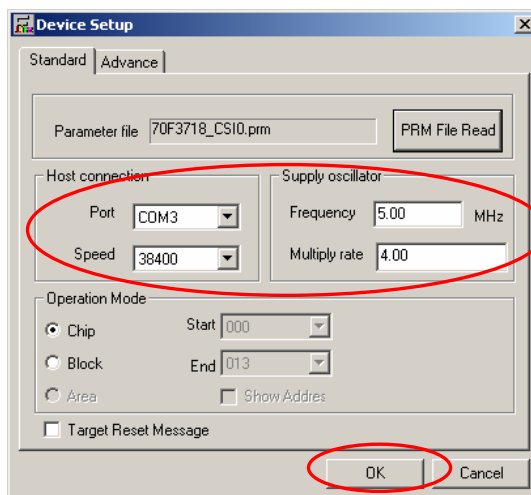 Device Setup
Standard Advance
Parameter file 70F3718_CSI0.prm PRM File Read
Host connection
Port COM3
Speed 38400
Supply oscillator
Frequency 5.00 MHz
Multiply rate 4.00
Operation Mode
Chip
Block
Area
Start 000
End 013
Show Addres
Target Reset Message
OK Cancel